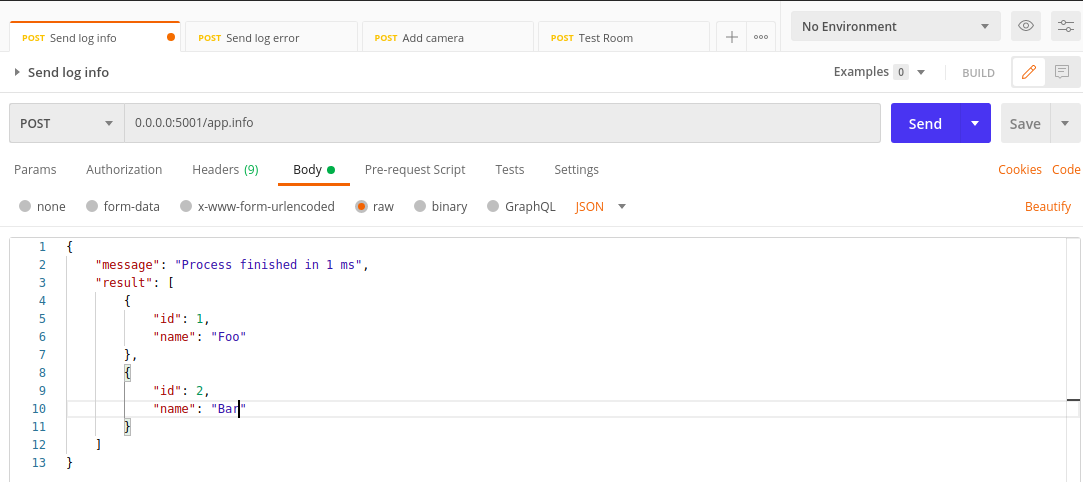 POST Send log info POST Send log error POST Add camera POST Test Room No Environment
Send log info Examples 0 BUILD
POST 0.0.0.0:5001/app.info Send Save
Params Authorization Headers (9) Body Pre-request Script Tests Settings Cookies Code
none form-data x-www-form-urlencoded raw binary GraphQL JSON Beautify
1 {
2 "message": "Process finished in 1 ms",
3 "result": [
4 {
5 "id": 1,
6 "name": "Foo"
7 },
8 {
9 "id": 2,
10 "name": "Bar"
11 }
12 ]
13 }